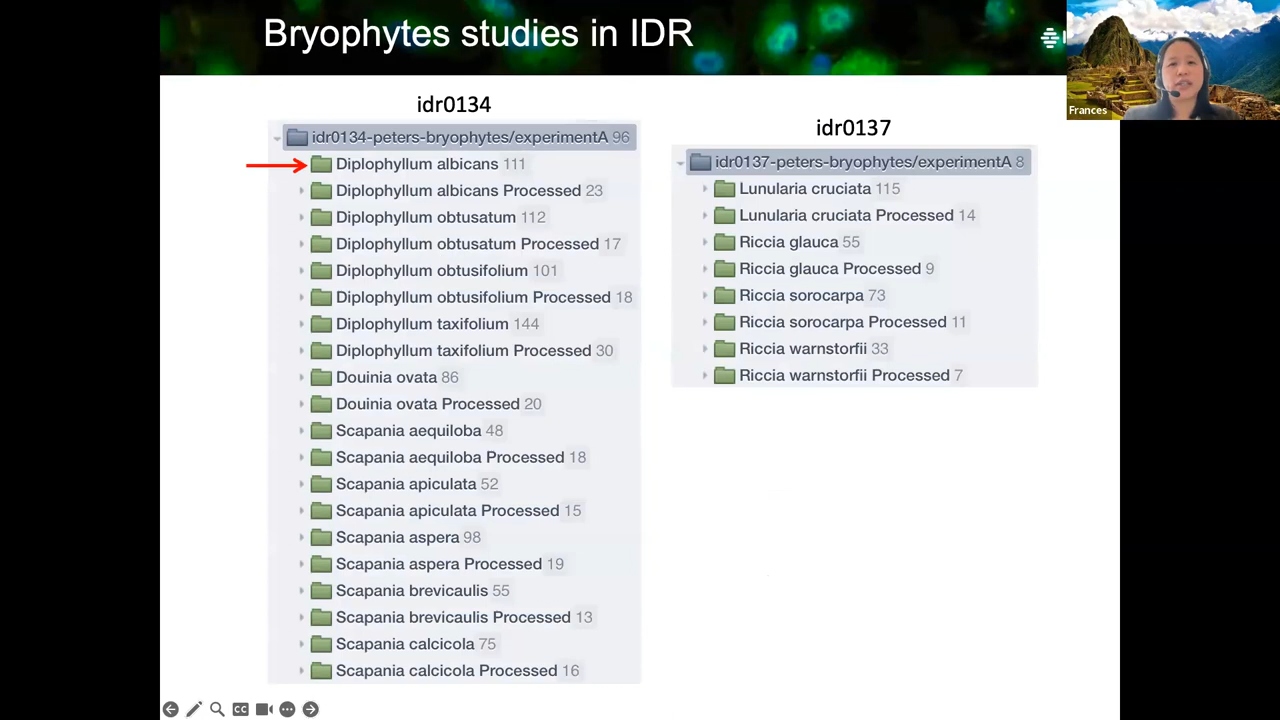 Bryophytes studies in IDR
Frances
idr0134
idr0134-peters-bryophytes/experimentA 96
Diplophyllum albicans 111
Diplophyllum albicans Processed 23
Diplophyllum obtusatum 112
Diplophyllum obtusatum Processed 17
Diplophyllum obtusifolium 101
Diplophyllum obtusifolium Processed 18
Diplophyllum taxifolium 144
Diplophyllum taxifolium Processed 30
Douinia ovata 86
Douinia ovata Processed 20
Scapania aequiloba 48
Scapania aequiloba Processed 18
Scapania apiculata 52
Scapania apiculata Processed 15
Scapania aspera 98
Scapania aspera Processed 19
Scapania brevicaulis 55
Scapania brevicaulis Processed 13
Scapania calcicola 75
Scapania calcicola Processed 16
idr0137
idr0137-peters-bryophytes/experimentA 8
Lunularia cruciata 115
Lunularia cruciata Processed 14
Riccia glauca 55
Riccia glauca Processed 9
Riccia sorocarpa 73
Riccia sorocarpa Processed 11
Riccia warnstorfii 33
Riccia warnstorfii Processed 7
CC